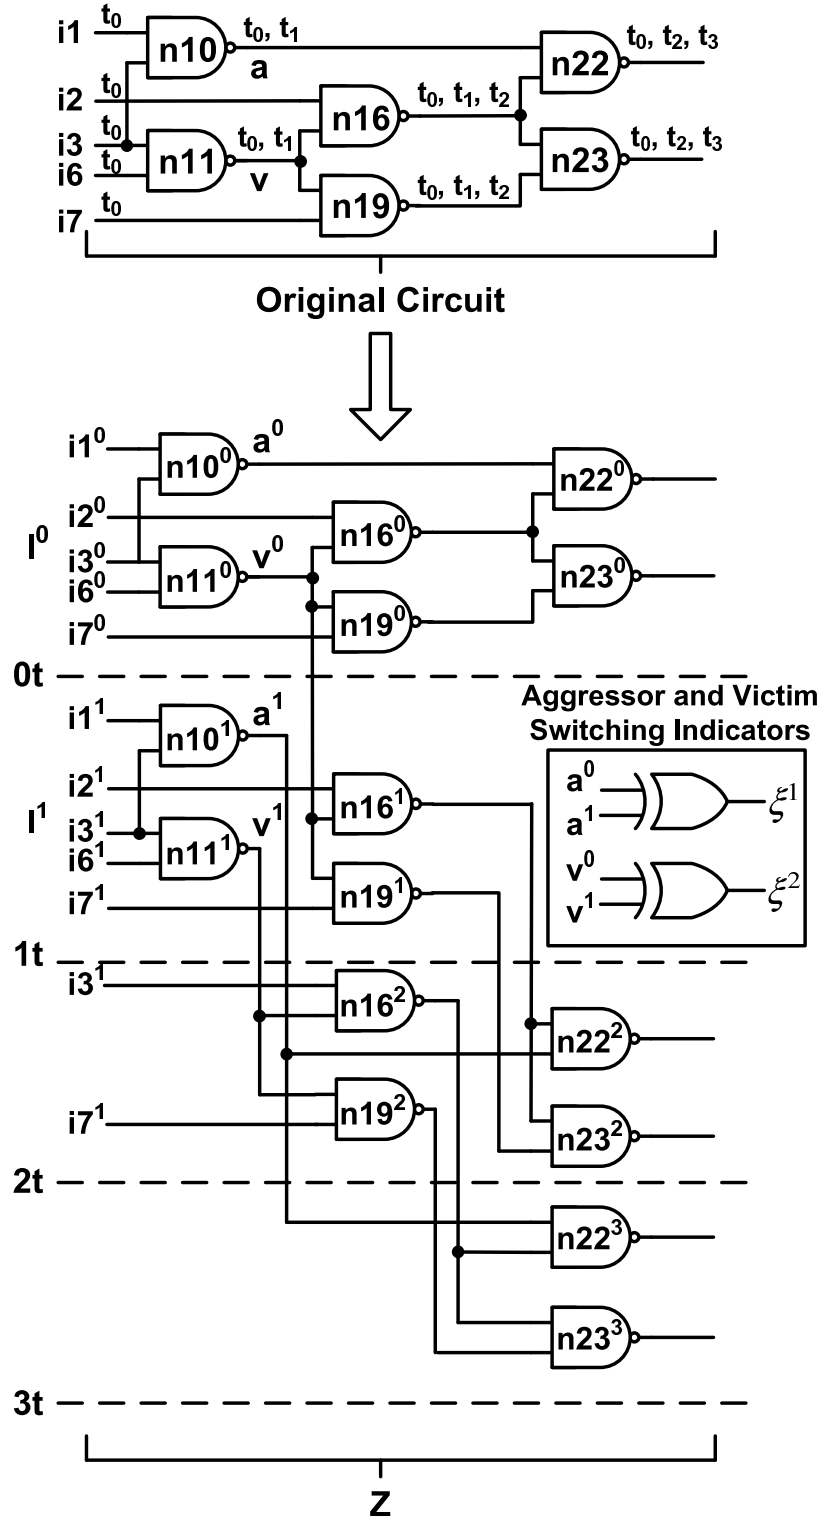 i1 t₀ n10 t₀, t₁ a n22 t₀, t₂, t₃
i2 t₀ n16 t₀, t₁, t₂
i3 t₀ n11 t₀, t₁ v n23 t₀, t₂, t₃
i6 t₀
i7 t₀ n19 t₀, t₁, t₂
Original Circuit
i1⁰ n10⁰ a⁰ n22⁰
i2⁰ n16⁰
I⁰
i3⁰ n11⁰ v⁰ n23⁰
i6⁰
i7⁰ n19⁰
0t
Aggressor and Victim
Switching Indicators
a⁰
a¹
ξ¹
v⁰
v¹
ξ²
i1¹ n10¹ a¹
i2¹ n16¹
I¹
i3¹ n11¹ v¹
i6¹
i7¹ n19¹
1t
i3¹ n16² n22²
i7¹ n19² n23²
2t
n22³
n23³
3t
Z